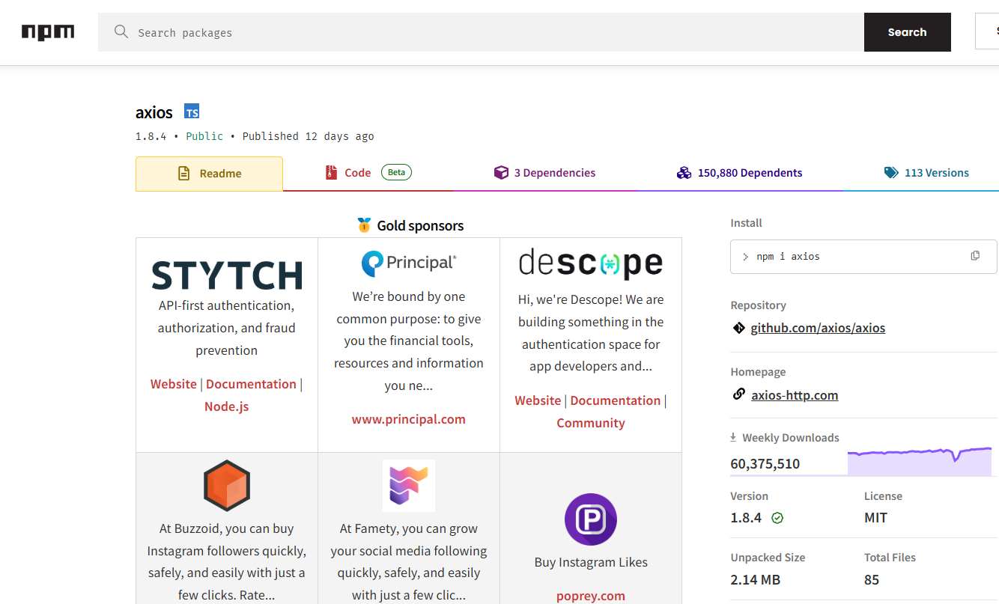 npm
Search packages
Search
axios TS
1.8.4 • Public • Published 12 days ago
Readme
Code Beta
3 Dependencies
150,880 Dependents
113 Versions
🥇 Gold sponsors
STYTCH
API-first authentication,
authorization, and fraud
prevention
Website | Documentation |
Node.js
Principal®
We’re bound by one
common purpose: to give
you the financial tools,
resources and information
you ne...
www.principal.com
descope
Hi, we're Descope! We are
building something in the
authentication space for
app developers and...
Website | Documentation |
Community
At Buzzoid, you can buy
Instagram followers quickly,
safely, and easily with just a
few clicks. Rate...
At Famety, you can grow
your social media following
quickly, safely, and easily
with just a few clic...
P
Buy Instagram Likes
poprey.com
Install
> npm i axios
Repository
github.com/axios/axios
Homepage
axios-http.com
Weekly Downloads
60,375,510
Version
1.8.4
License
MIT
Unpacked Size
2.14 MB
Total Files
85